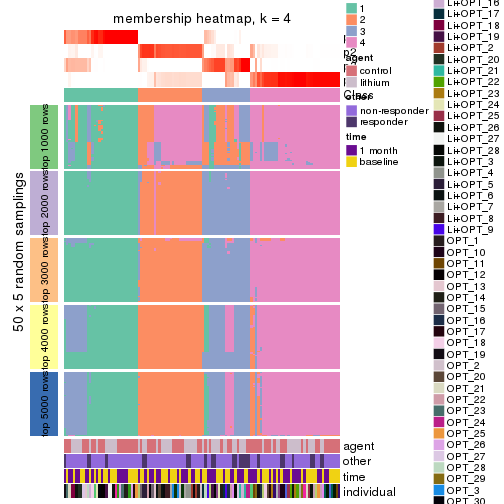 membership heatmap, k = 4
50 x 5 random samplings
top 1000 rows
top 2000 rows
top 3000 rows
top 4000 rows
top 5000 rows
p2
Class
agent
other
time
individual
1
2
3
4
agent
control
lithium
non-responder
responder
time
1 month
baseline
Li+OPT_16
Li+OPT_17
Li+OPT_18
Li+OPT_19
Li+OPT_2
Li+OPT_20
Li+OPT_21
Li+OPT_22
Li+OPT_23
Li+OPT_24
Li+OPT_25
Li+OPT_26
Li+OPT_27
Li+OPT_28
Li+OPT_3
Li+OPT_4
Li+OPT_5
Li+OPT_6
Li+OPT_7
Li+OPT_8
Li+OPT_9
OPT_1
OPT_10
OPT_11
OPT_12
OPT_13
OPT_14
OPT_15
OPT_16
OPT_17
OPT_18
OPT_19
OPT_2
OPT_20
OPT_21
OPT_22
OPT_23
OPT_24
OPT_25
OPT_26
OPT_27
OPT_28
OPT_29
OPT_3
OPT_30